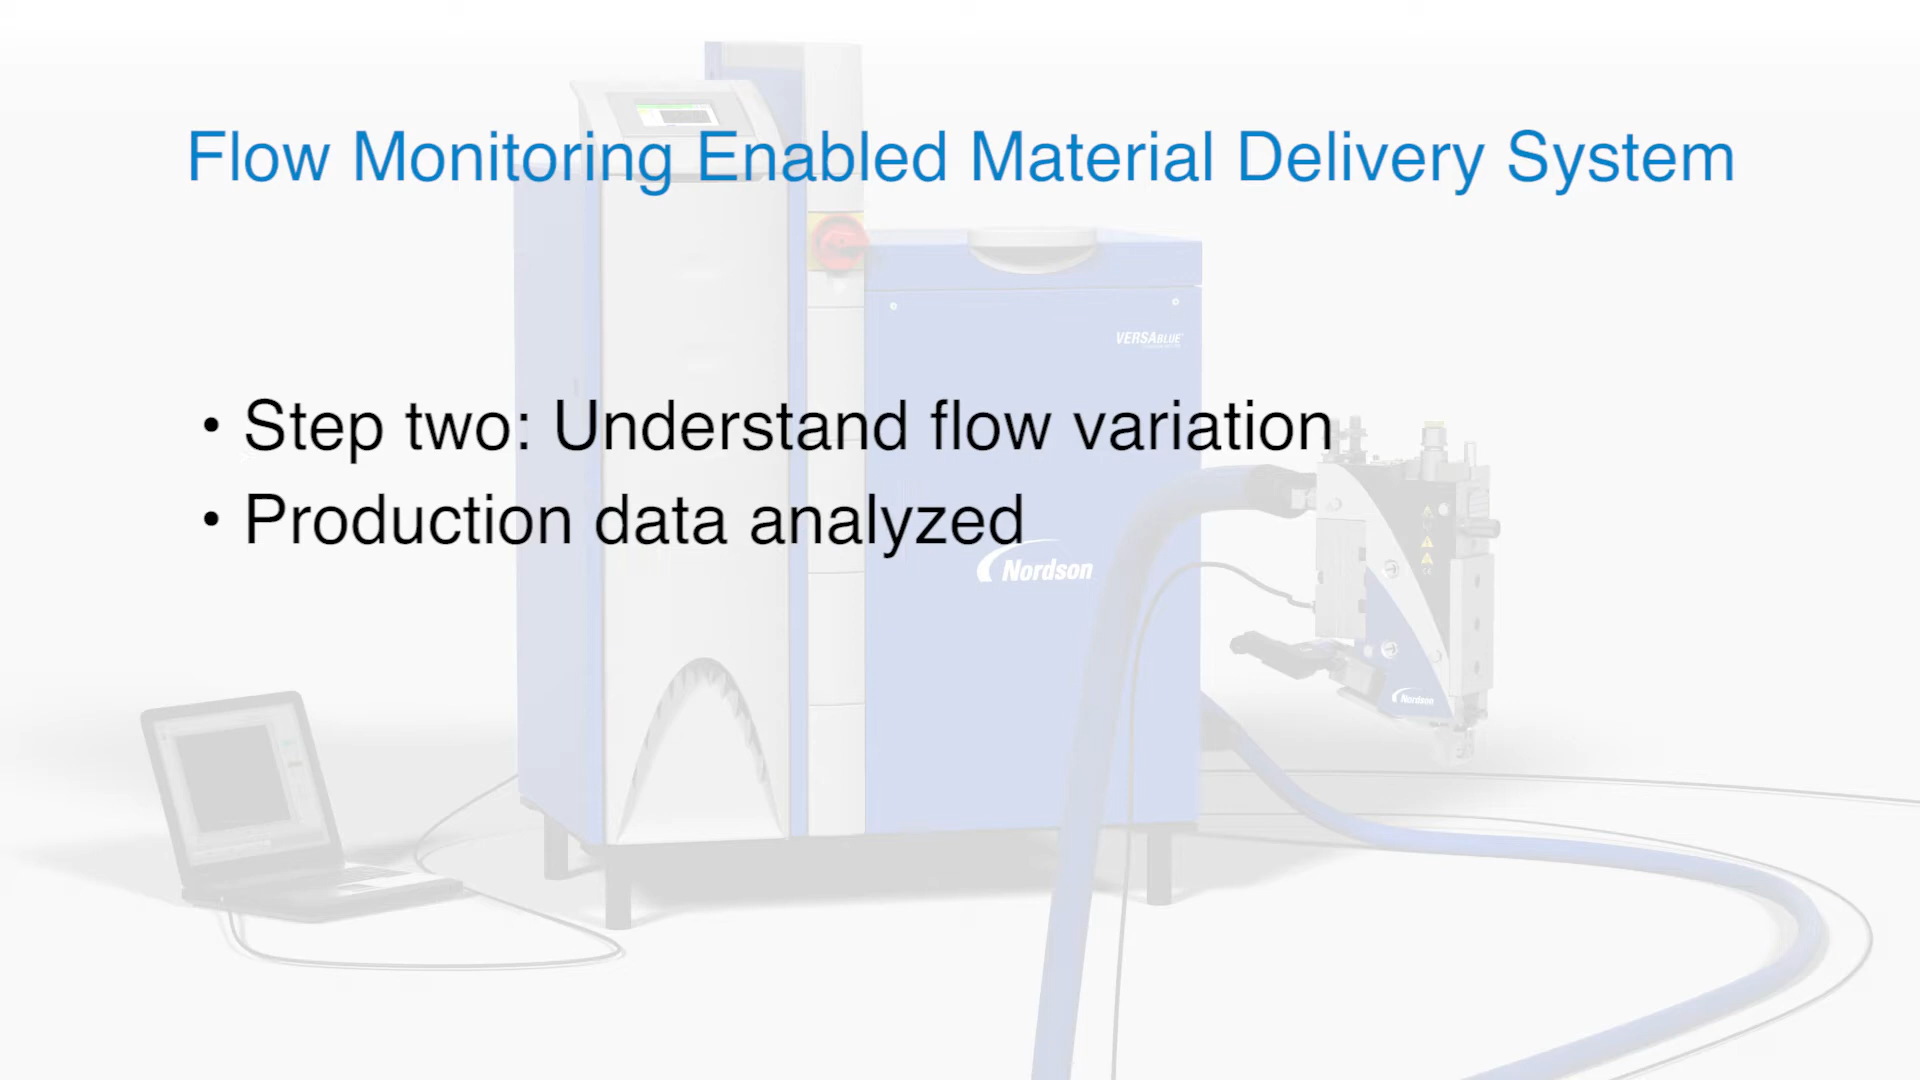 Flow Monitoring Enabled Material Delivery System
• Step two: Understand flow variation
• Production data analyzed
VERSABLUE
Nordson
Nordson